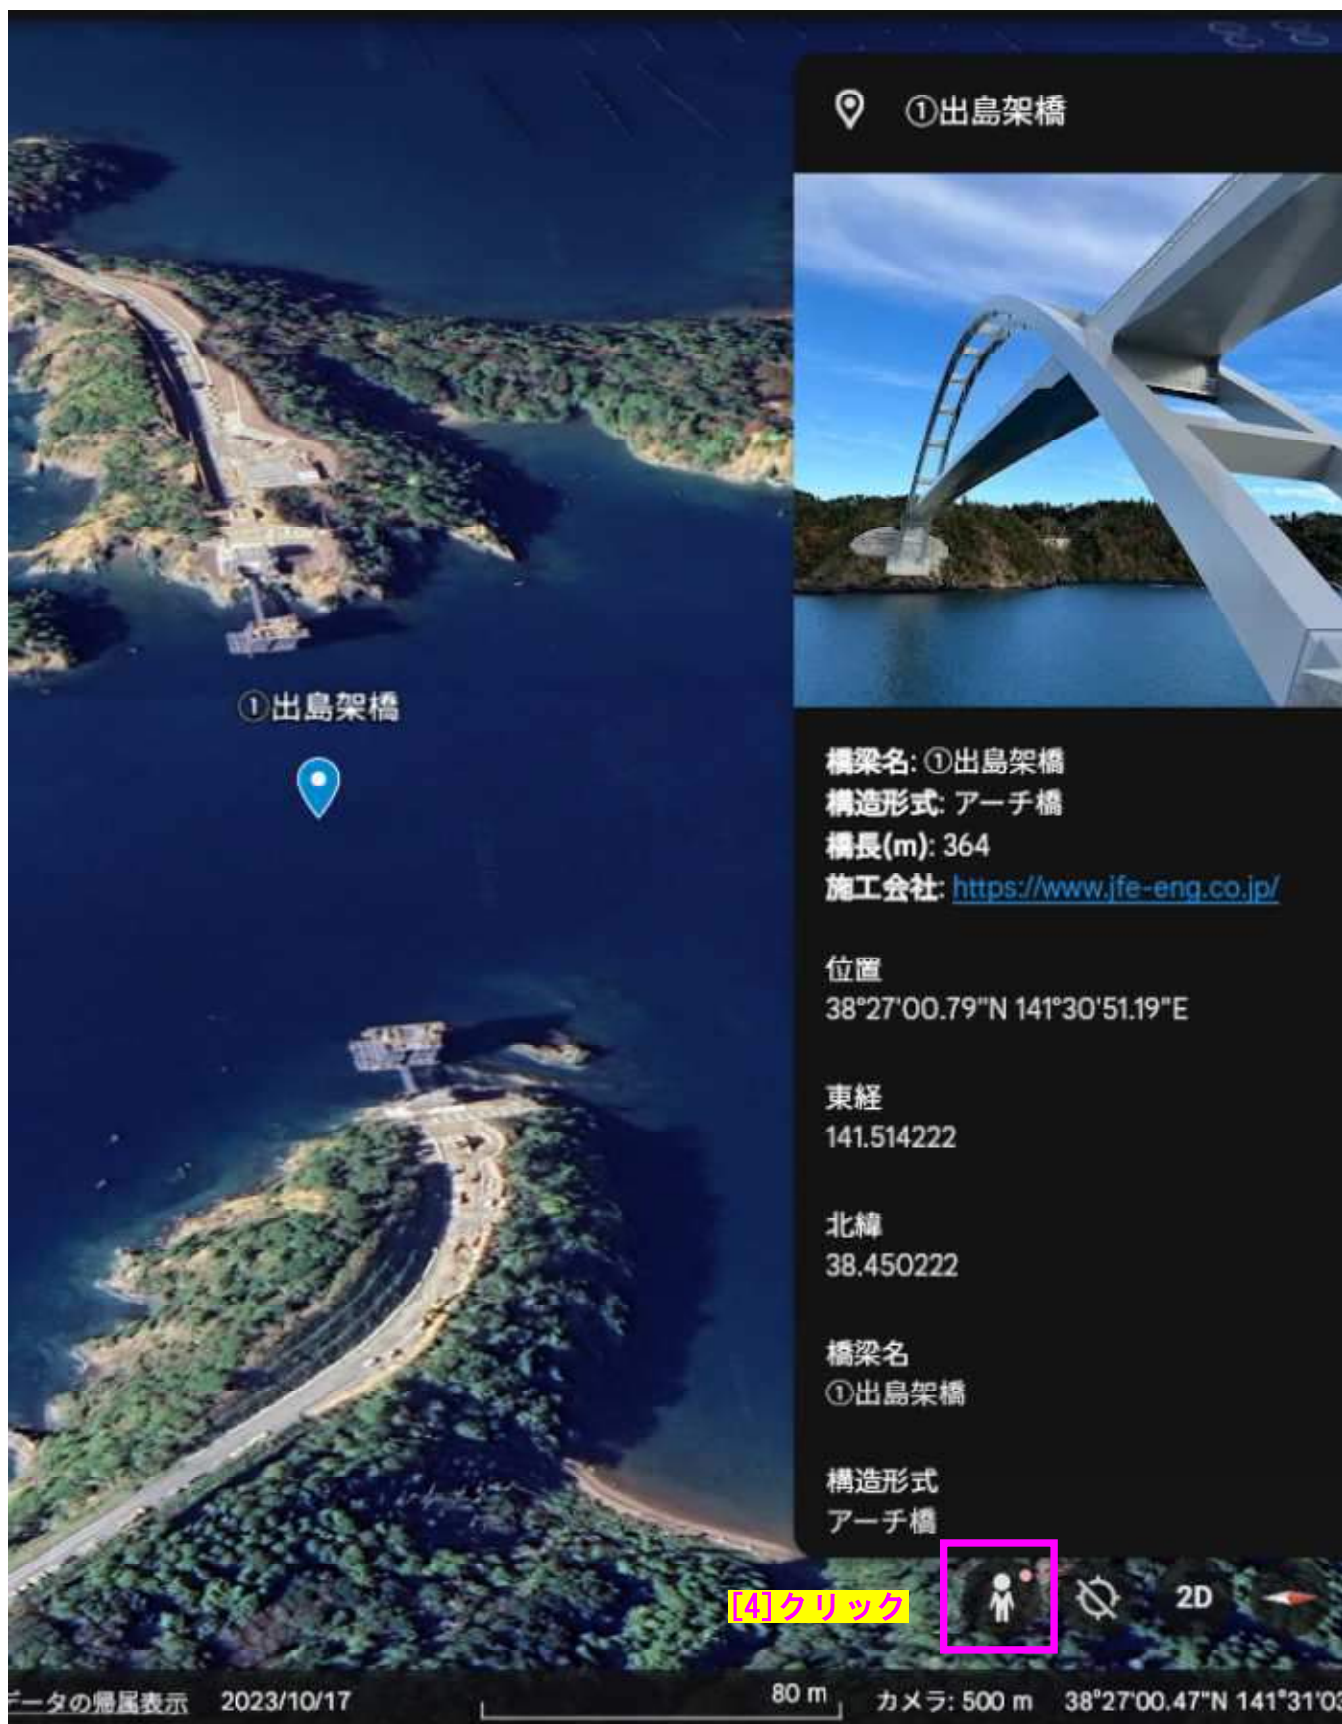 ①出島架橋
①出島架橋
橋梁名: ①出島架橋
構造形式: アーチ橋
橋長(m): 364
施工会社: https://www.jfe-eng.co.jp/
位置
38°27'00.79"N 141°30'51.19"E
東経
141.514222
北緯
38.450222
橋梁名
①出島架橋
構造形式
アーチ橋
[4]クリック
2D
データの帰属表示 2023/10/17 80 m カメラ: 500 m 38°27'00.47"N 141°31'03